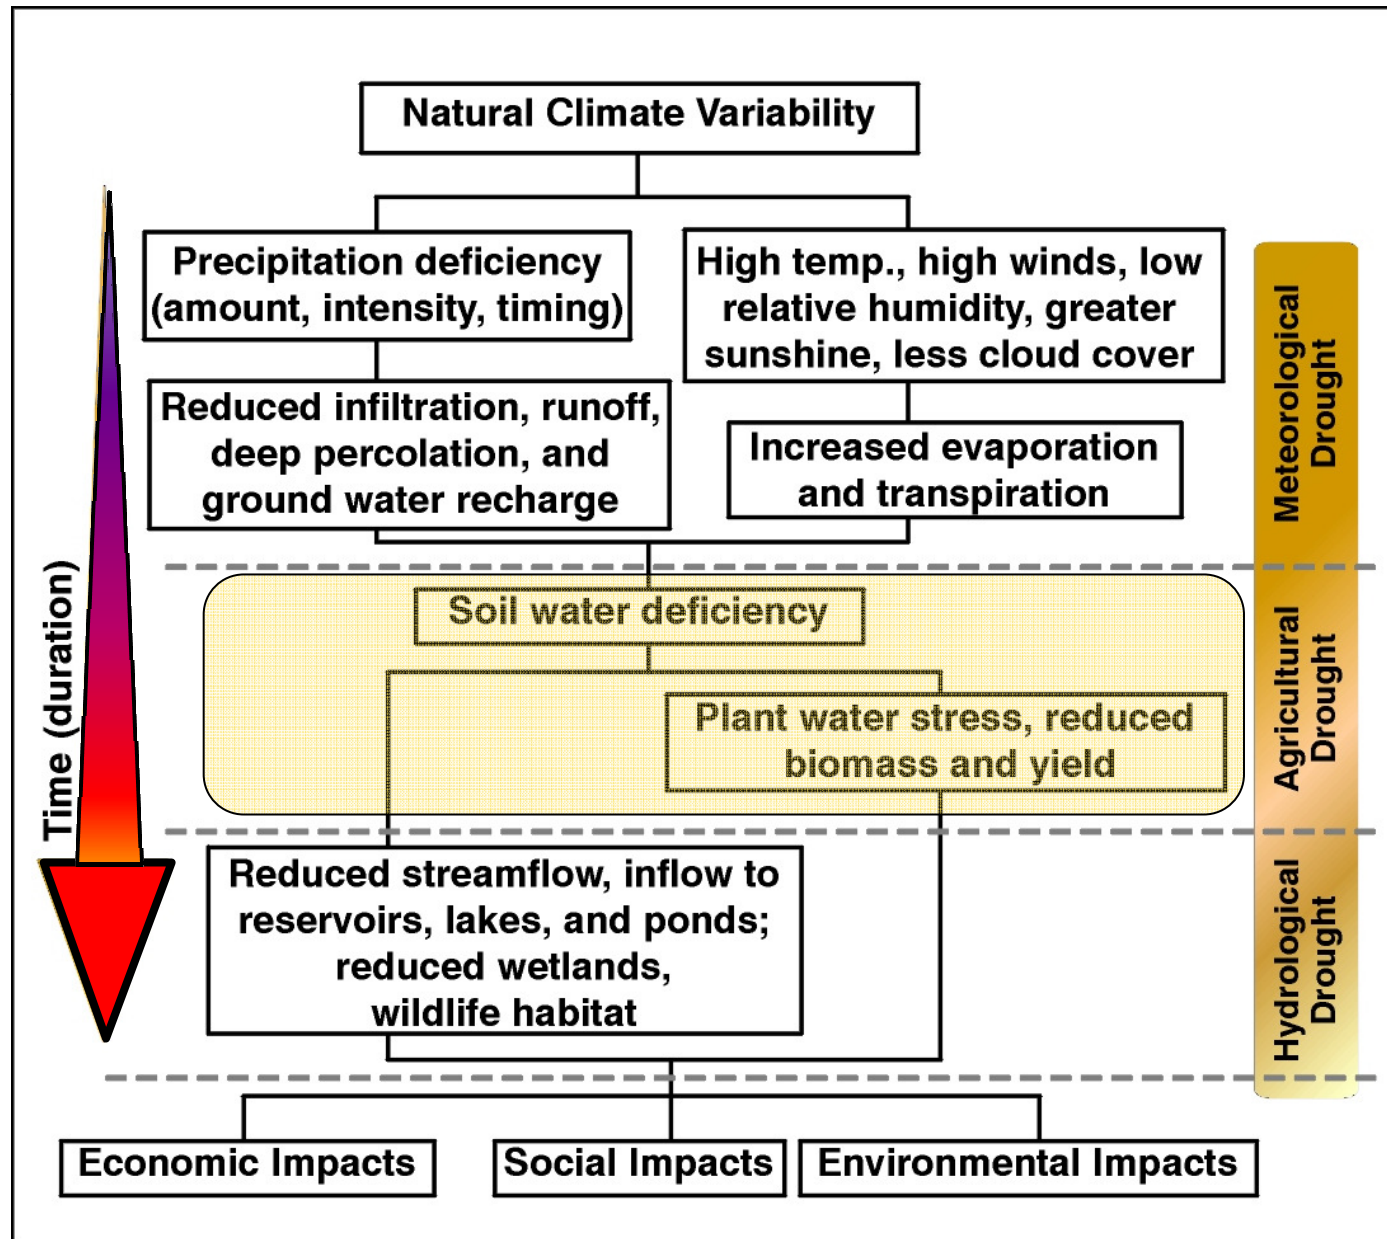 Natural Climate Variability
Precipitation deficiency
(amount, intensity, timing)
High temp., high winds, low
relative humidity, greater
sunshine, less cloud cover
Reduced infiltration, runoff,
deep percolation, and
ground water recharge
Increased evaporation
and transpiration
Meteorological
Drought
Time (duration)
Soil water deficiency
Plant water stress, reduced
biomass and yield
Agricultural
Drought
Reduced streamflow, inflow to
reservoirs, lakes, and ponds;
reduced wetlands,
wildlife habitat
Hydrological
Drought
Economic Impacts
Social Impacts
Environmental Impacts